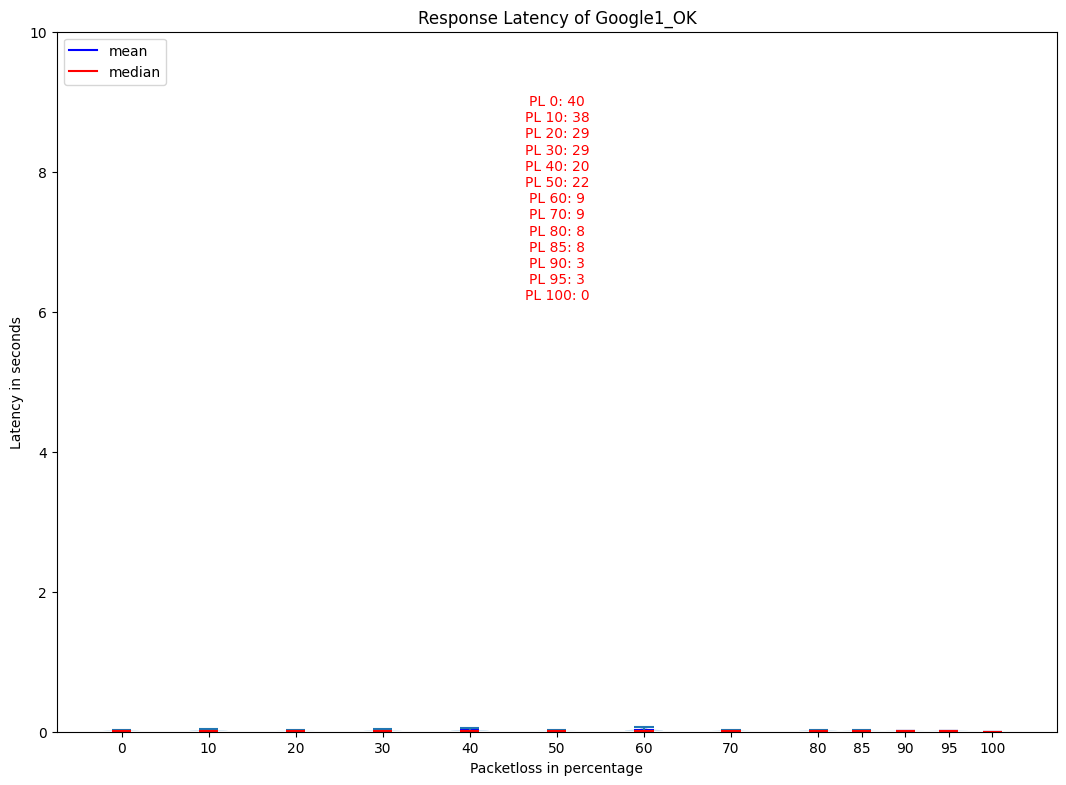 Response Latency of Google1_OK
10
mean
median
PL 0: 40
PL 10: 38
PL 20: 29
PL 30: 29
PL 40: 20
PL 50: 22
PL 60: 9
PL 70: 9
PL 80: 8
PL 85: 8
PL 90: 3
PL 95: 3
PL 100: 0
8
6
4
2
0
Latency in seconds
0 10 20 30 40 50 60 70 80 85 90 95 100
Packetloss in percentage